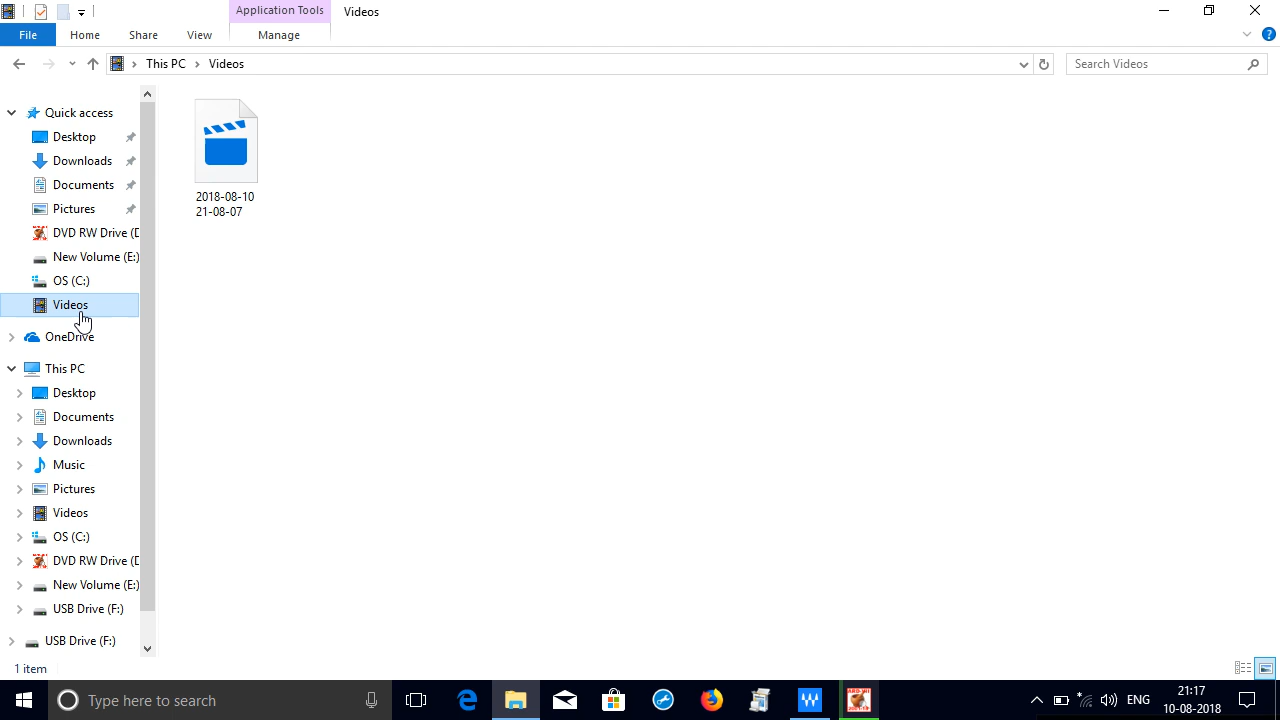 Application Tools
Videos
File
Home
Share
View
Manage
This PC
Videos
Search Videos
Quick access
Desktop
Downloads
Documents
Pictures
DVD RW Drive (D
New Volume (E:)
OS (C:)
Videos
OneDrive
This PC
Desktop
Documents
Downloads
Music
Pictures
Videos
OS (C:)
DVD RW Drive (D
New Volume (E:)
USB Drive (F:)
USB Drive (F:)
2018-08-10
21-08-07
1 item
Type here to search
ENG
21:17
10-08-2018